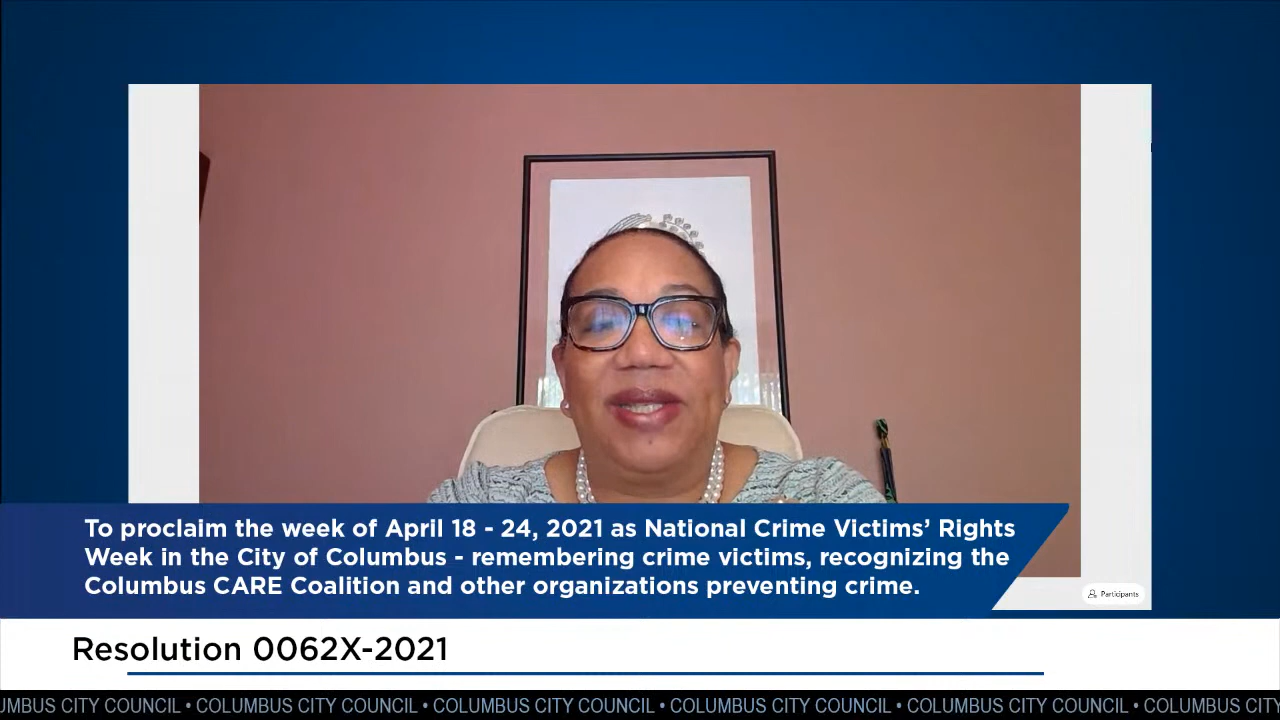 To proclaim the week of April 18 - 24, 2021 as National Crime Victims’ Rights
Week in the City of Columbus - remembering crime victims, recognizing the
Columbus CARE Coalition and other organizations preventing crime.
Participants
Resolution 0062X-2021
UMBUS CITY COUNCIL • COLUMBUS CITY COUNCIL • COLUMBUS CITY COUNCIL • COLUMBUS CITY COUNCIL • COLUMBUS CITY COUNCIL • COLUMBUS CITY